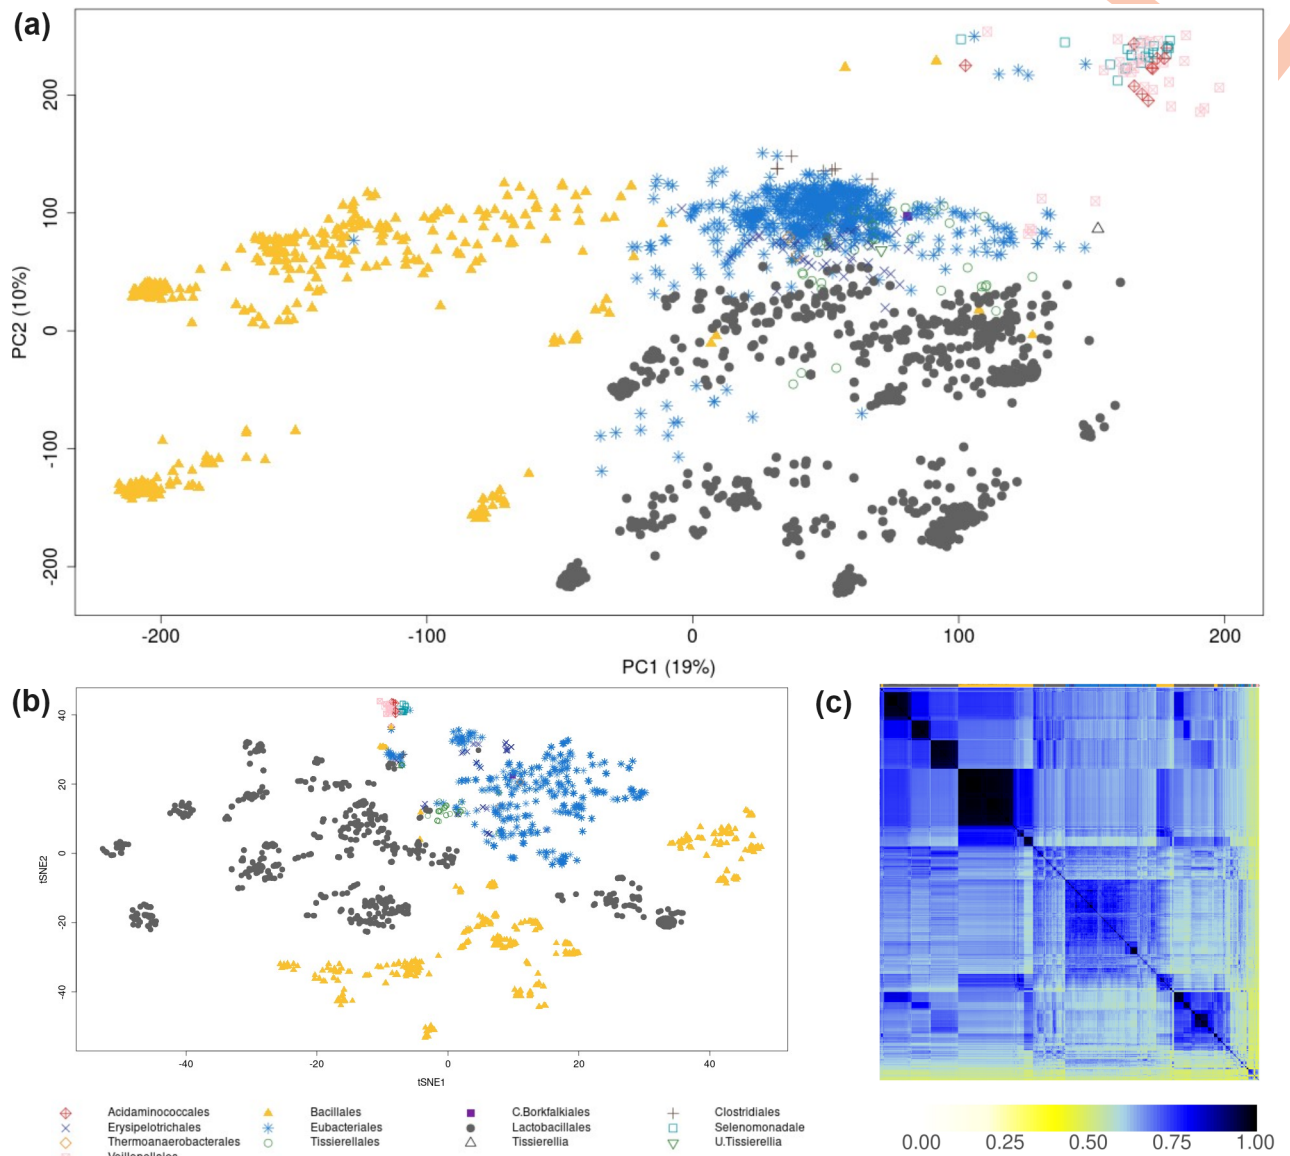 (a)
200
100
0
-100
-200
PC2 (10%)
-200
-100
0
100
200
PC1 (19%)
(b)
40
20
0
20
40
tSNE2
-40
-20
0
20
40
tSNE1
(c)
Acidaminococcales
Bacillales
C.Borkfalkiales
Clostridiales
Erysipelotrichales
Eubacteriales
Lactobacillales
Selenomonadale
Thermoanaerobacterales
Tissierellales
Tissierellia
U.Tissierellia
Veillonellales
0.00 0.25 0.50 0.75 1.00